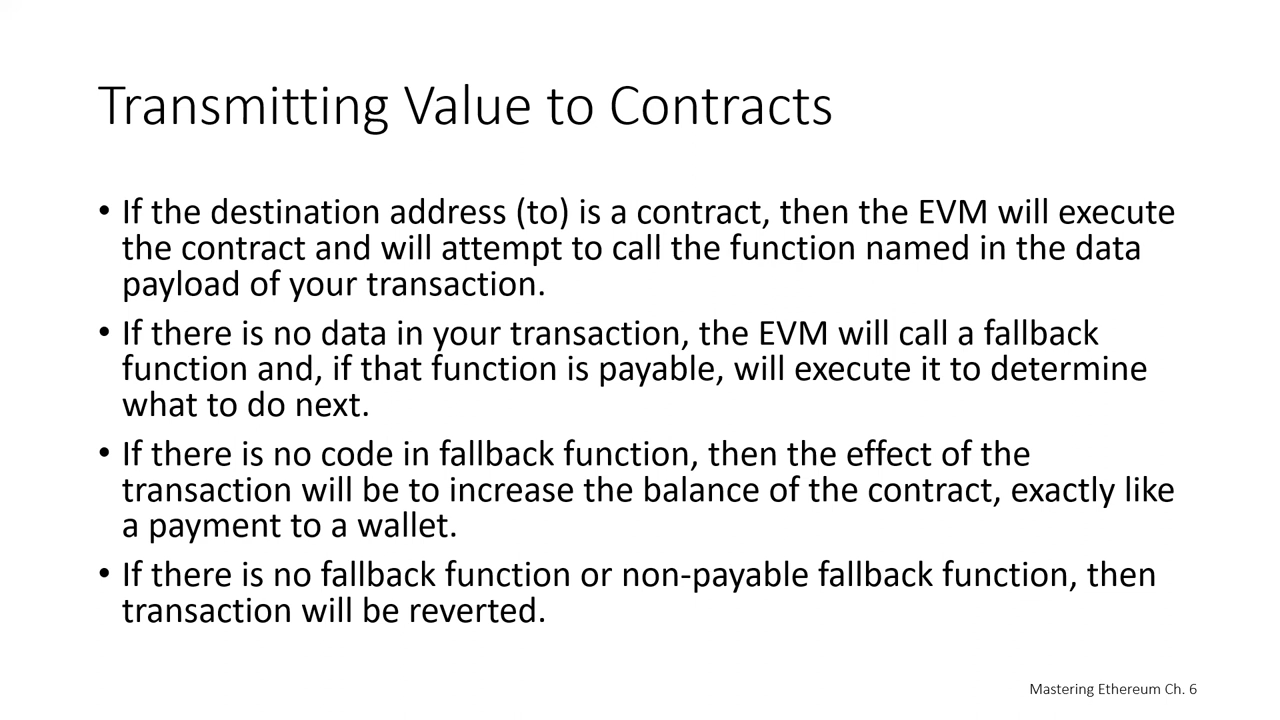 Transmitting Value to Contracts
• If the destination address (to) is a contract, then the EVM will execute
the contract and will attempt to call the function named in the data
payload of your transaction.
• If there is no data in your transaction, the EVM will call a fallback
function and, if that function is payable, will execute it to determine
what to do next.
• If there is no code in fallback function, then the effect of the
transaction will be to increase the balance of the contract, exactly like
a payment to a wallet.
• If there is no fallback function or non-payable fallback function, then
transaction will be reverted.
Mastering Ethereum Ch. 6